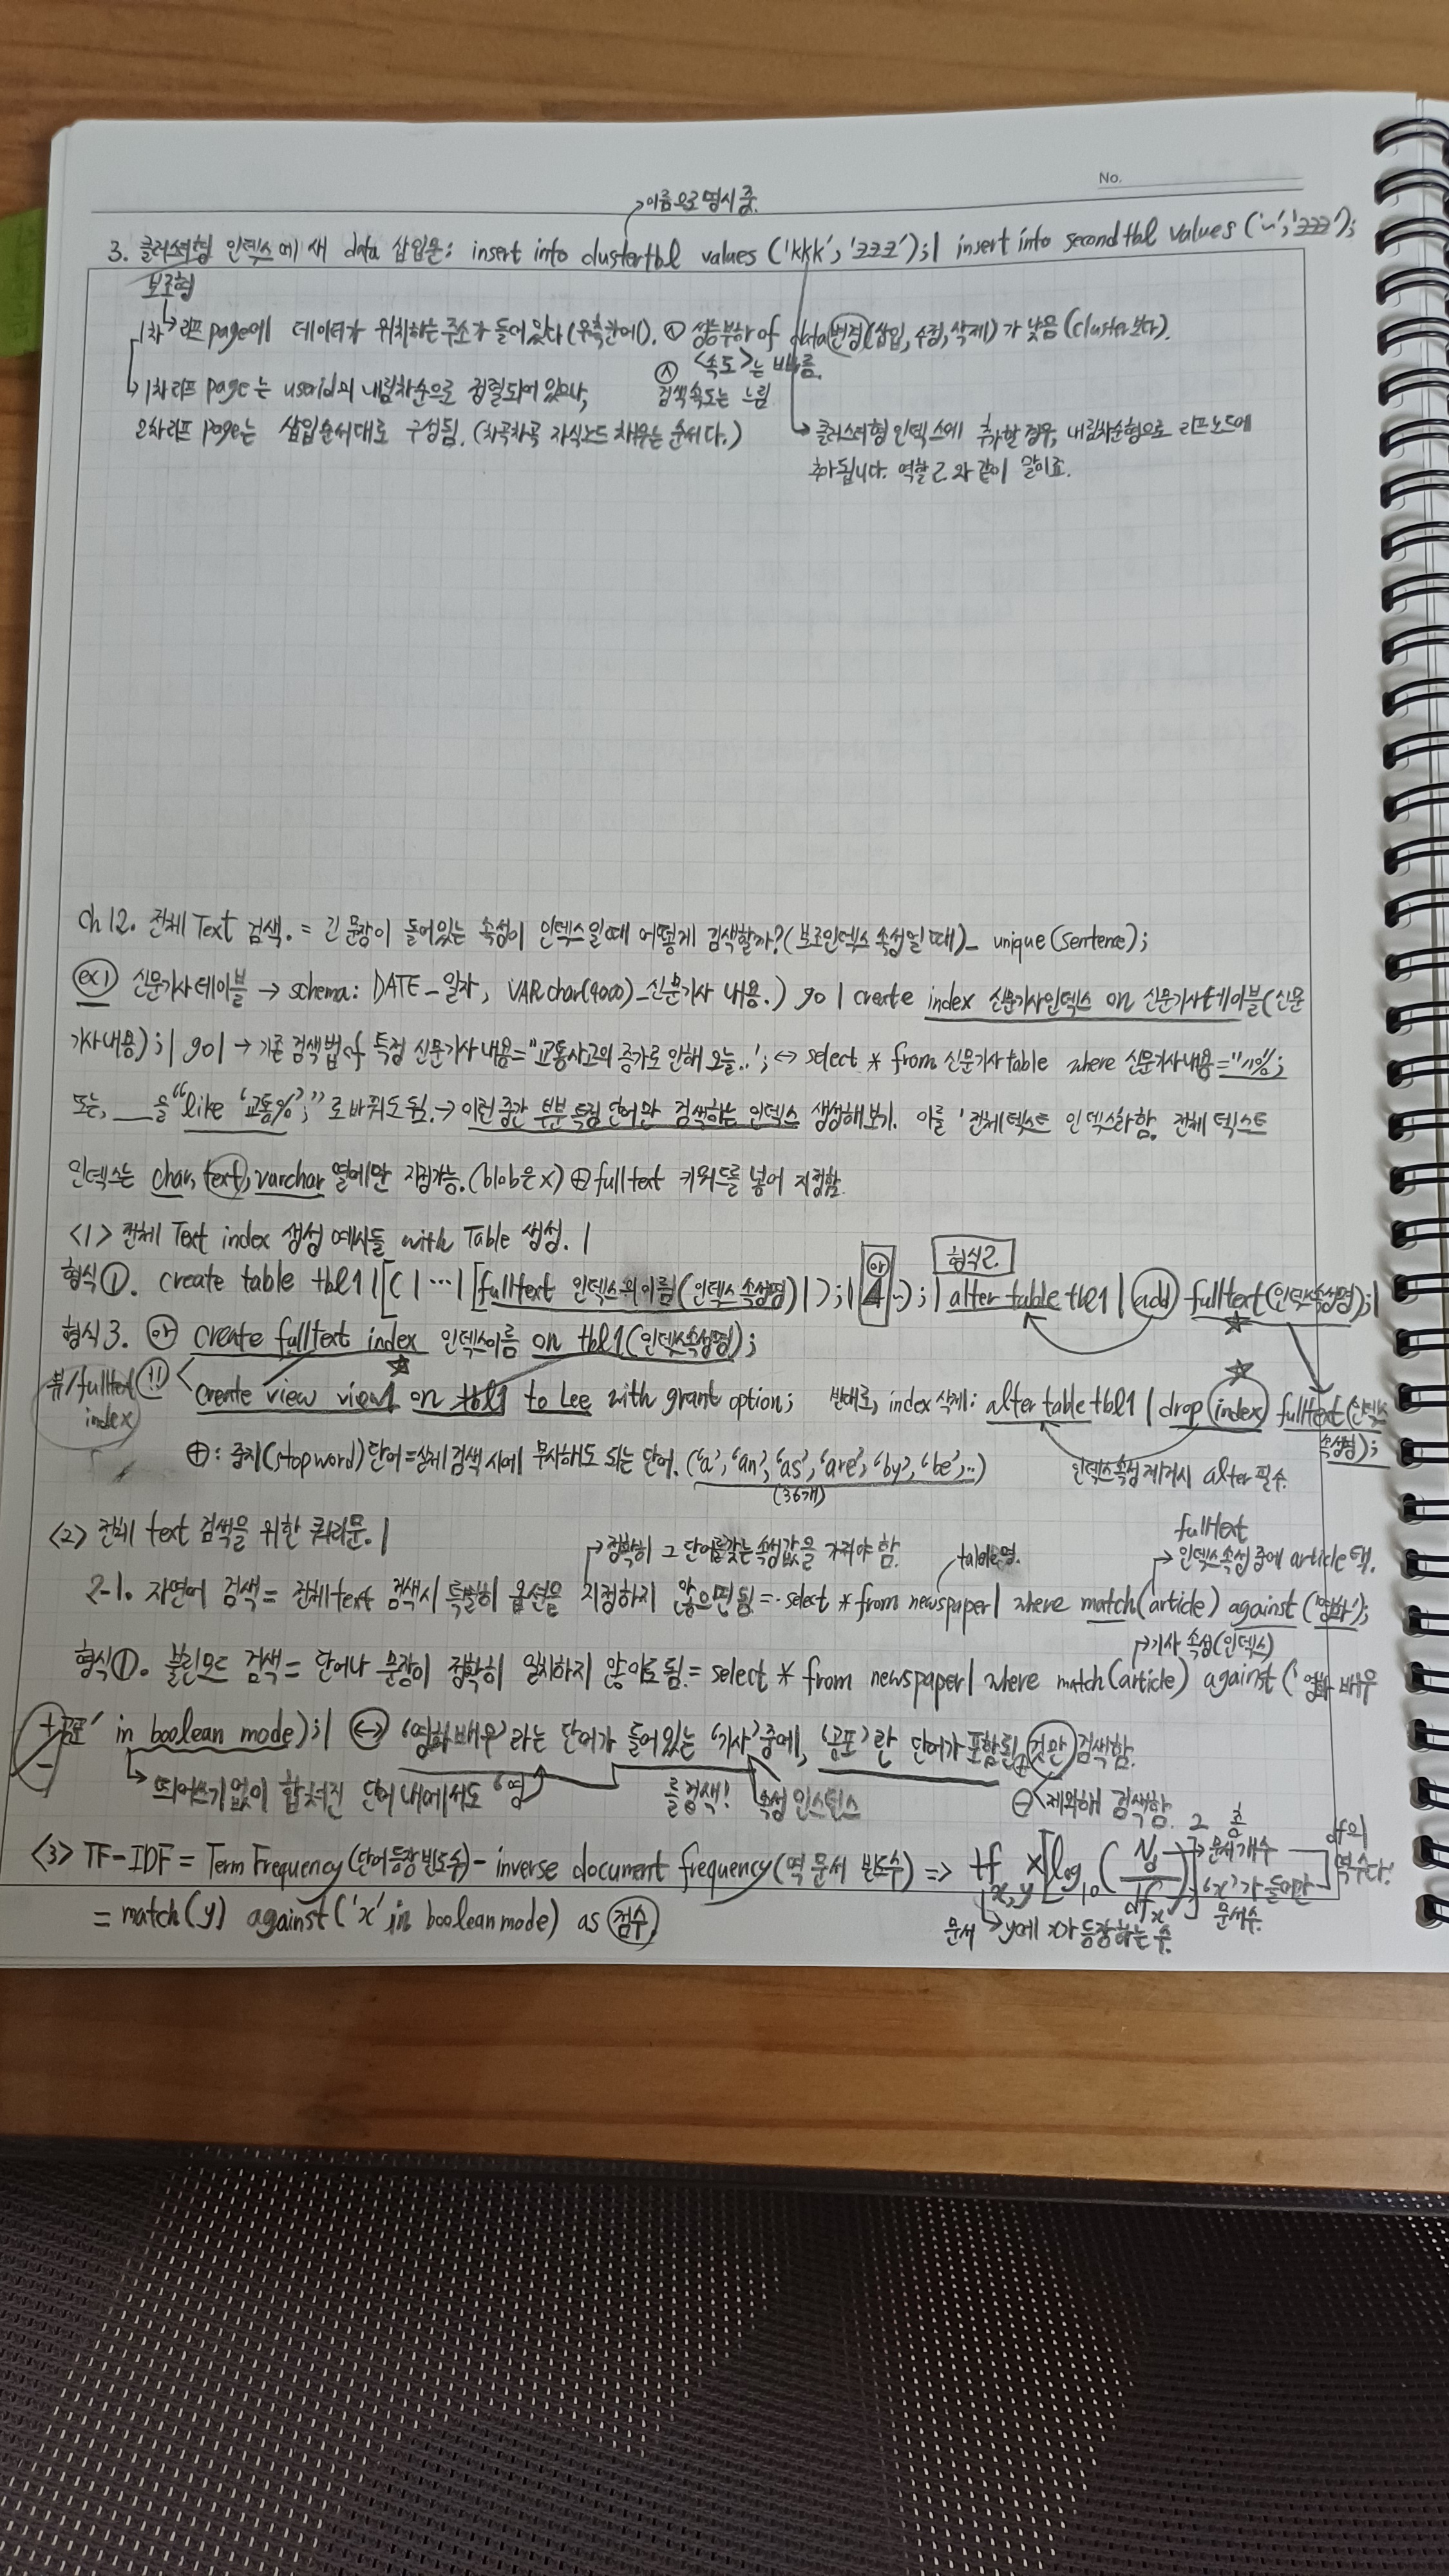 No.
이름으로 명시 줌.
3. 클러스터형 인덱스에 새 data 삽입문: insert into clustertbl values ('kkk', 'ㅋㅋㅋ');| insert into secondtbl values ('~', 'ㅋㅋㅋ');
보조형
1차 리프 page에 데이터가 위치하는 주소가 들어있다 (우측칸에). 성능부하 of data 변경(삽입, 수정, 삭제)가 낮음 (cluster보다).
<속도>는 빠름.
검색속도는 느림
1차리프 page는 userid의 내림차순으로 정렬되어 있으나,
2차리프 page는 삽입순서대로 구성됨. (차곡차곡 자식노드 채우는 순서다.)
클러스터형 인덱스에 추가할 경우, 내림차순형으로 리프노드에
추가됩니다. 역할 2.와 같이 말이죠.
ch 12. 전체 Text 검색. = 긴 문장이 들어있는 속성이 인덱스일때 어떻게 검색할까? (보조인덱스 속성일 때)_ unique(sentence);
ex) 신문기사 테이블 → schema: DATE_일자, VARchar(4000)_신문기사 내용.) go | create index 신문기사인덱스 on 신문기사테이블(신문
기사내용);| go| → 기존 검색법 of 특정 신문기사 내용="교통사고의 증가로 인해 오늘..'; ↔ select * from 신문기사table where 신문기사내용="~%;
또는, __을 "like '교통%';"로 바꿔도 됨. → 이런 중간 부분 특정 단어만 검색하는 인덱스 생성해보기. 이를 '전체텍스트 인덱스라함. 전체 텍스트
인덱스는 char, text, varchar 열에만 지정가능. (blob은 x) ⊕ fulltext 키워드를 넣어 지정함.
<1> 전체 Text index 생성 예시들 with Table 생성. |
형식 ①. create table tbl1 |[( | ··· | [fulltext 인덱스의 이름(인덱스 속성명) | );| or ~); | 형식2. alter table tbl1 | add fulltext(인덱스속성명);|
형식 3. or create fulltext index 인덱스이름 on tbl1(인덱스속성명);
뷰/fulltext index !! < create view view1 on tbl1 to Lee with grant option; 반대로, index 삭제: alter table tbl1 | drop index fulltext(인덱스
속성명);
⊕: 중지(stopword) 단어 = 실제 검색 시에 무시해도 되는 단어. ('a', 'an', 'as', 'are', 'by', 'be', ..)
(36개)
인덱스속성 제거시 alter 필수.
<2> 전체 text 검색을 위한 쿼리문. |
정확히 그 단어를 갖는 속성값을 가져야 함.
table명.
fulltext
인덱스속성 중에 article 택.
2-1. 자연어 검색 = 전체 text 검색시 특별히 옵션을 지정하지 않으면 됨 = select * from newspaper | where match(article) against('영화');
기사 속성(인덱스)
형식 ①. 불린모드 검색 = 단어나 문장이 정확히 일치하지 않아도 됨. = select * from newspaper | where match(article) against('영화 배우
+공포' in boolean mode);| ↔ '영화배우'라는 단어가 들어있는 '기사'중에, '공포'란 단어가 포함된 것만 검색함.
-
띄어쓰기없이 합쳐진 단어 내에서도 '영
를 검색!
속성 인스턴스
⊖ 제외해 검색함.
<3> TF-IDF = Term Frequency(단어등장빈도수) - inverse document frequency(역 문서 빈도수) => tf x,y × [log10 (N/df x)]
문서개수
'x'가 들어간
문서수.
df의
역수다!
문서 y에 x가 등장하는 수.
= match(y) against('x' in boolean mode) as 점수.